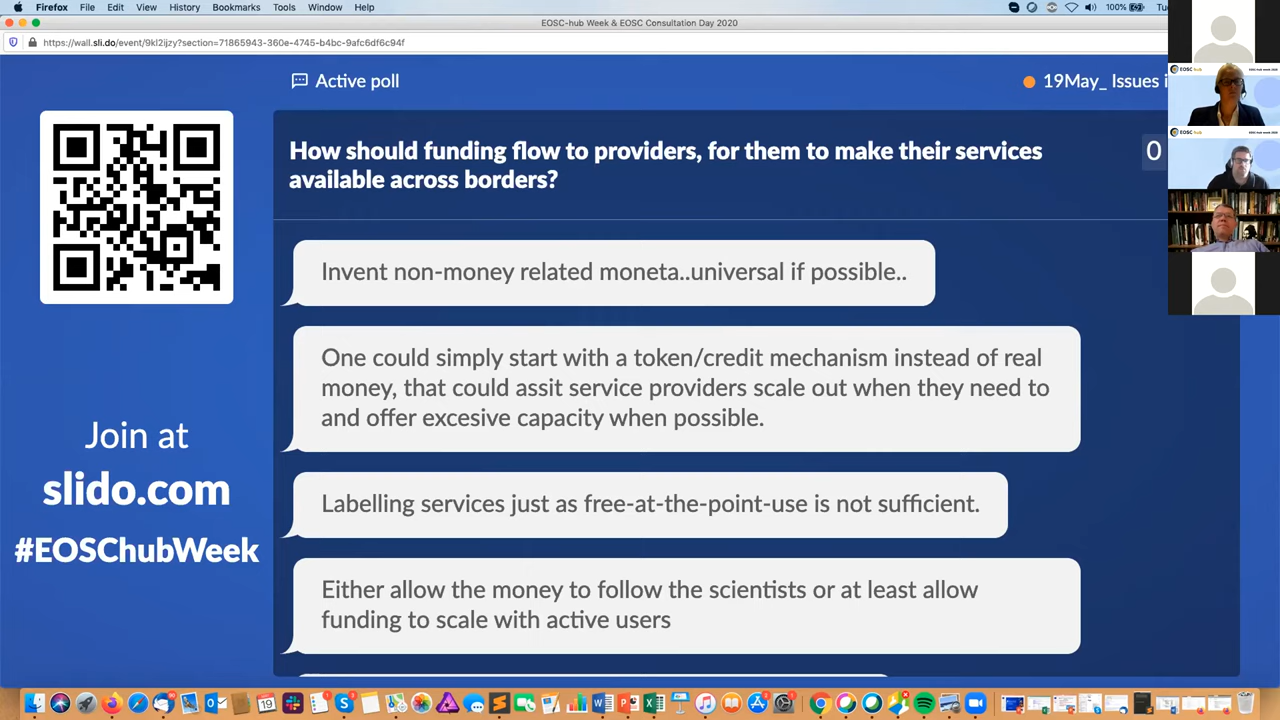 Firefox File Edit View History Bookmarks Tools Window Help 100% Tu
EOSC-hub Week & EOSC Consultation Day 2020
https://wall.sli.do/event/9kl2ijzy?section=71865943-360e-4745-b4bc-9afc6df6c94f
Active poll
19May_ Issues i
How should funding flow to providers, for them to make their services
available across borders?
0
Invent non-money related moneta..universal if possible..
One could simply start with a token/credit mechanism instead of real
money, that could assit service providers scale out when they need to
and offer excesive capacity when possible.
Labelling services just as free-at-the-point-use is not sufficient.
Either allow the money to follow the scientists or at least allow
funding to scale with active users
Join at
slido.com
#EOSChubWeek
EOSC-hub
EOSC-hub
19